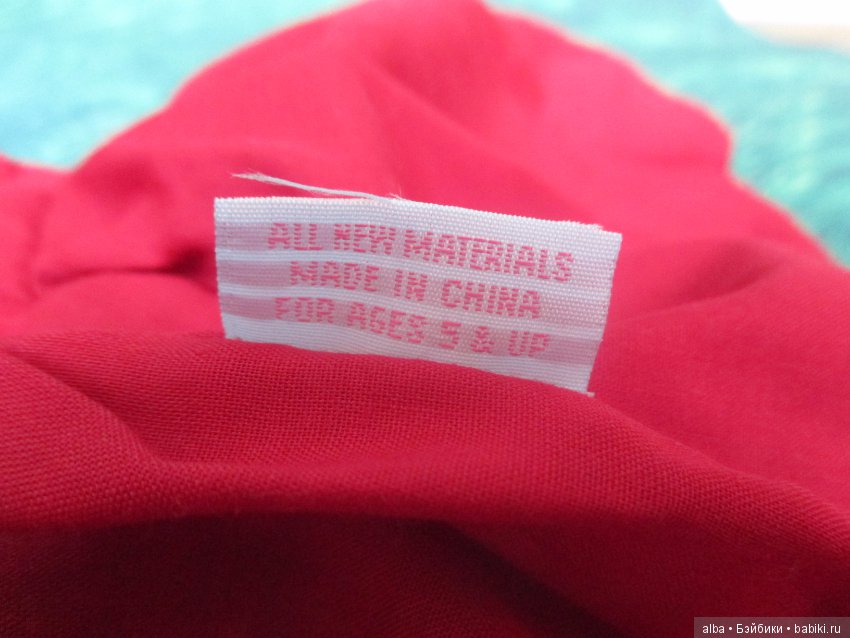 ALL NEW MATERIALS
MADE IN CHINA
FOR AGES 5 & UP
alba • Бэйбики • babiki.ru